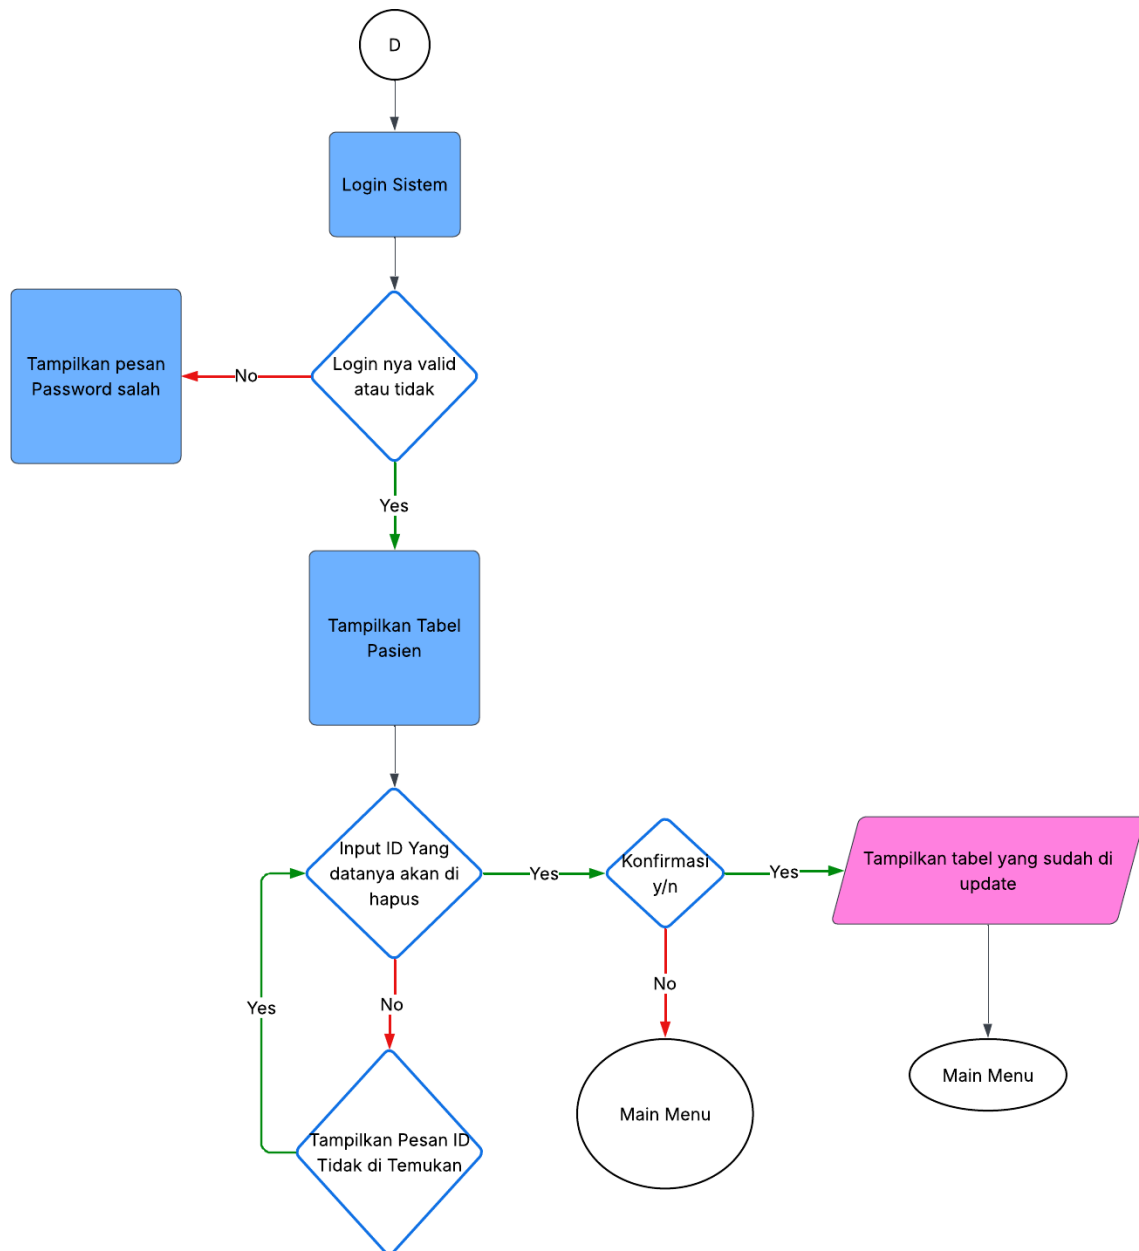 D
Login Sistem
Login nya valid
atau tidak
No
Tampilkan pesan
Password salah
Yes
Tampilkan Tabel
Pasien
Input ID Yang
datanya akan di
hapus
Yes
Konfirmasi
y/n
Yes
Tampilkan tabel yang sudah di
update
No
Yes
No
Main Menu
Main Menu
Tampilkan Pesan ID
Tidak di Temukan